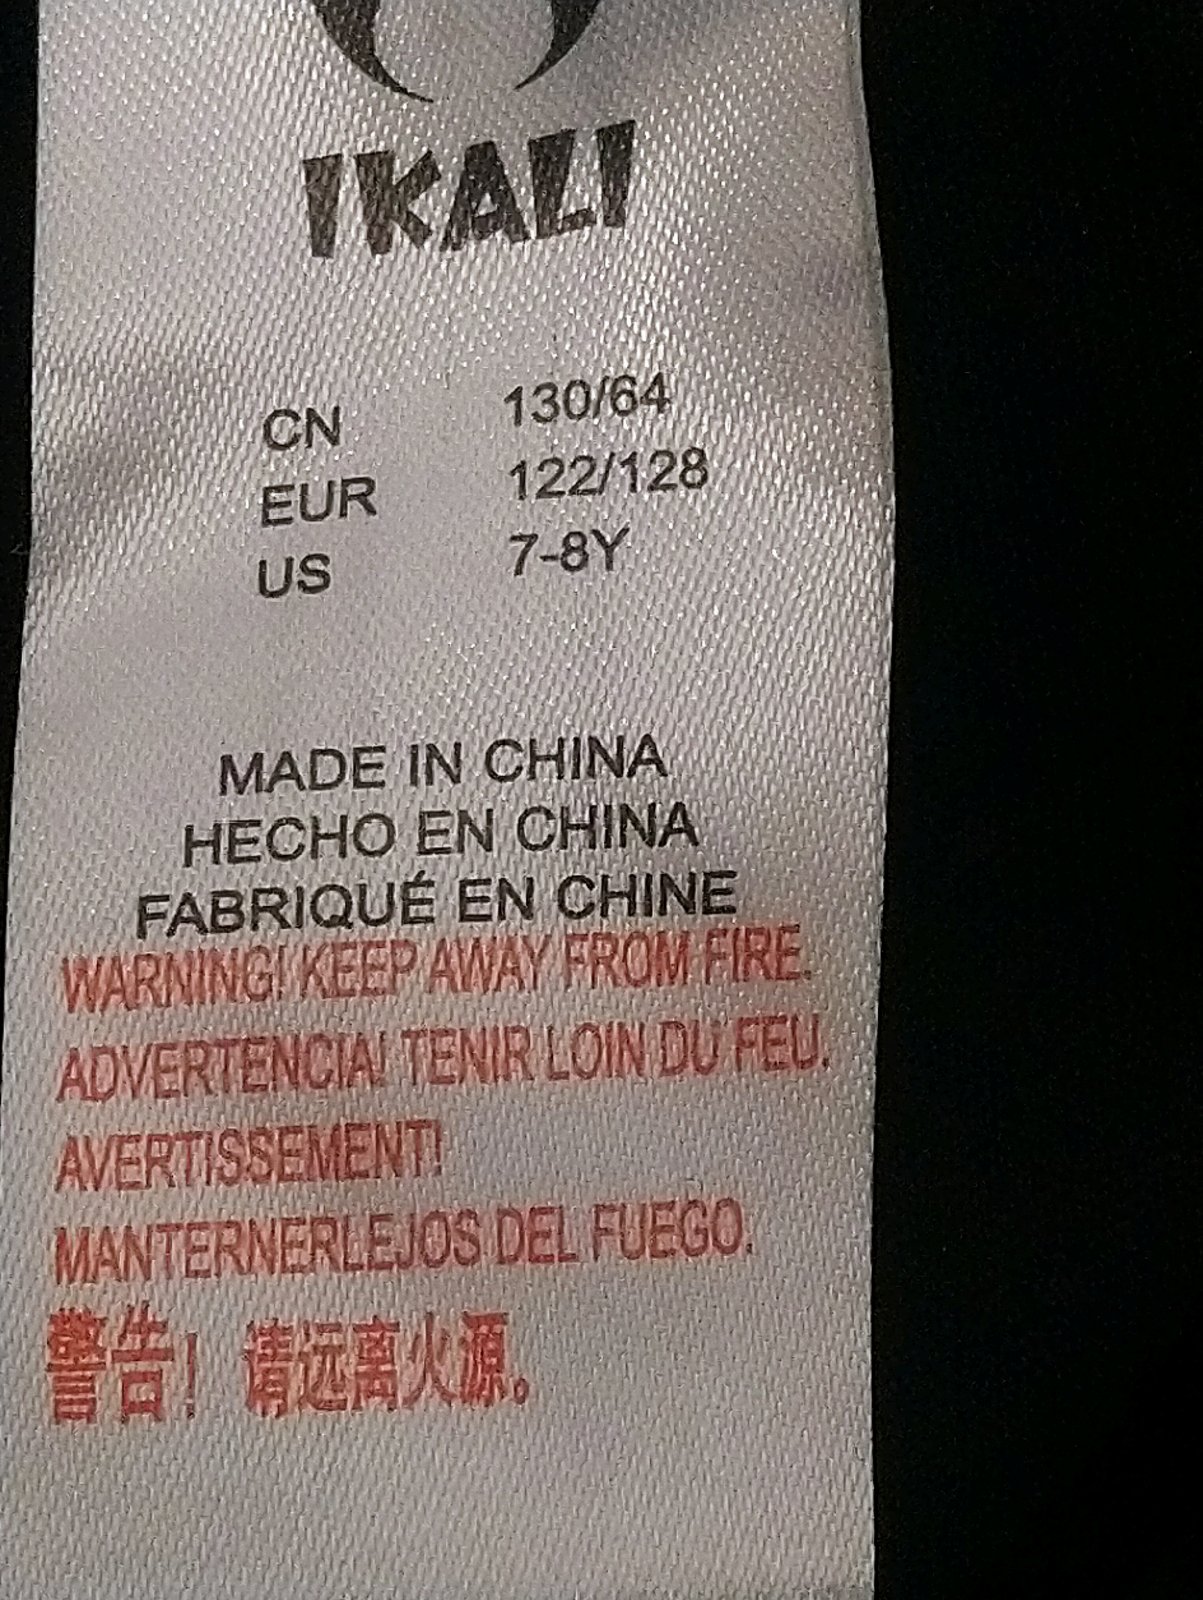 IKALI
CN 130/64
EUR 122/128
US 7-8Y
MADE IN CHINA
HECHO EN CHINA
FABRIQUÉ EN CHINE
WARNING! KEEP AWAY FROM FIRE.
ADVERTENCIA! TENIR LOIN DU FEU.
AVERTISSEMENT!
MANTERNERLEJOS DEL FUEGO.
警告！请远离火源。